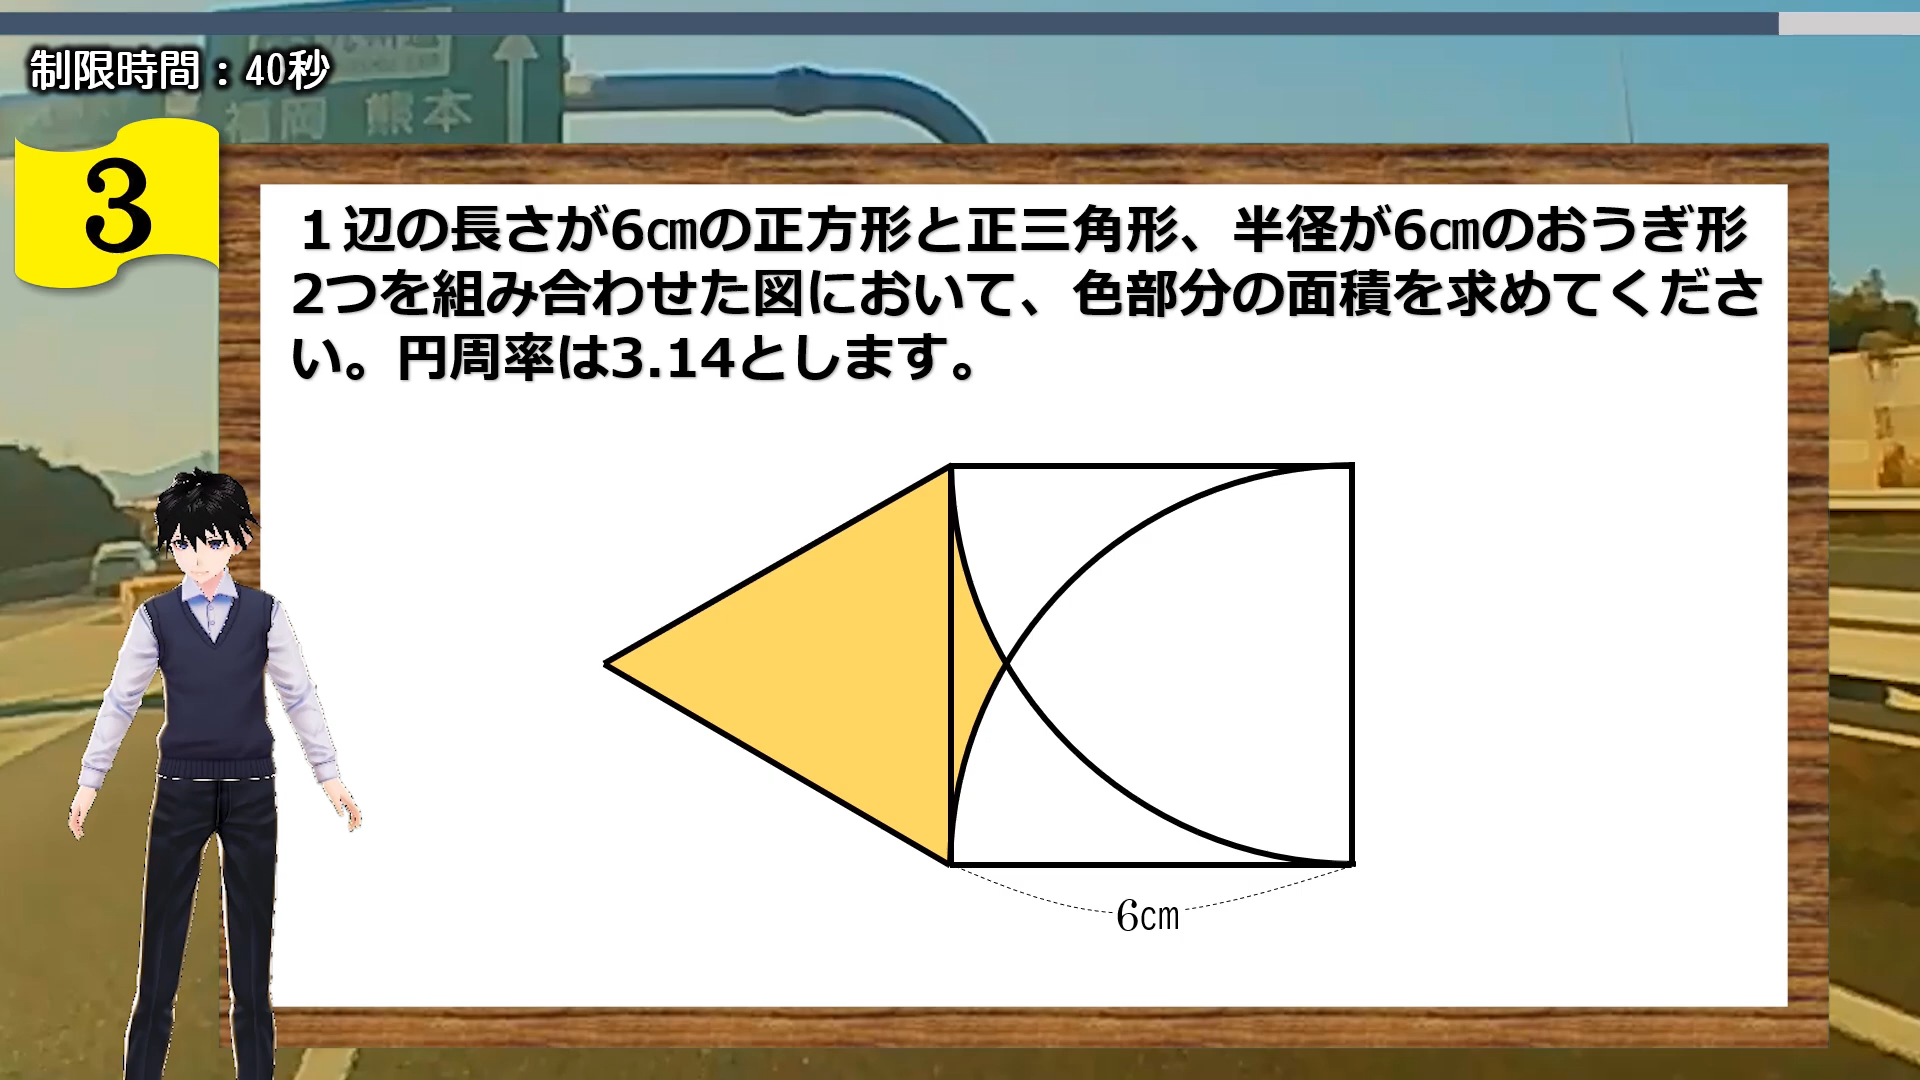 制限時間：40秒
福岡 熊本
3
１辺の長さが6㎝の正方形と正三角形、半径が6㎝のおうぎ形
2つを組み合わせた図において、色部分の面積を求めてくださ
い。円周率は3.14とします。
6㎝